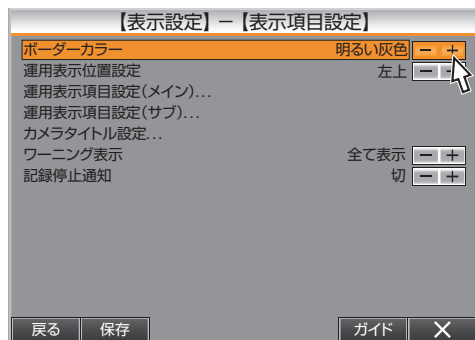 【表示設定】－【表示項目設定】
ボーダーカラー 明るい灰色 － ＋
運用表示位置設定 左上 － ＋
運用表示項目設定（メイン）...
運用表示項目設定（サブ）...
カメラタイトル設定...
ワーニング表示 全て表示 － ＋
記録停止通知 切 － ＋
戻る 保存 ガイド ×